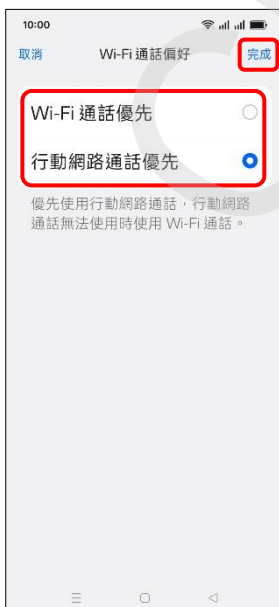 10:00
取消 Wi-Fi 通話偏好 完成
Wi-Fi 通話優先
行動網路通話優先
優先使用行動網路通話，行動網路
通話無法使用時使用 Wi-Fi 通話。